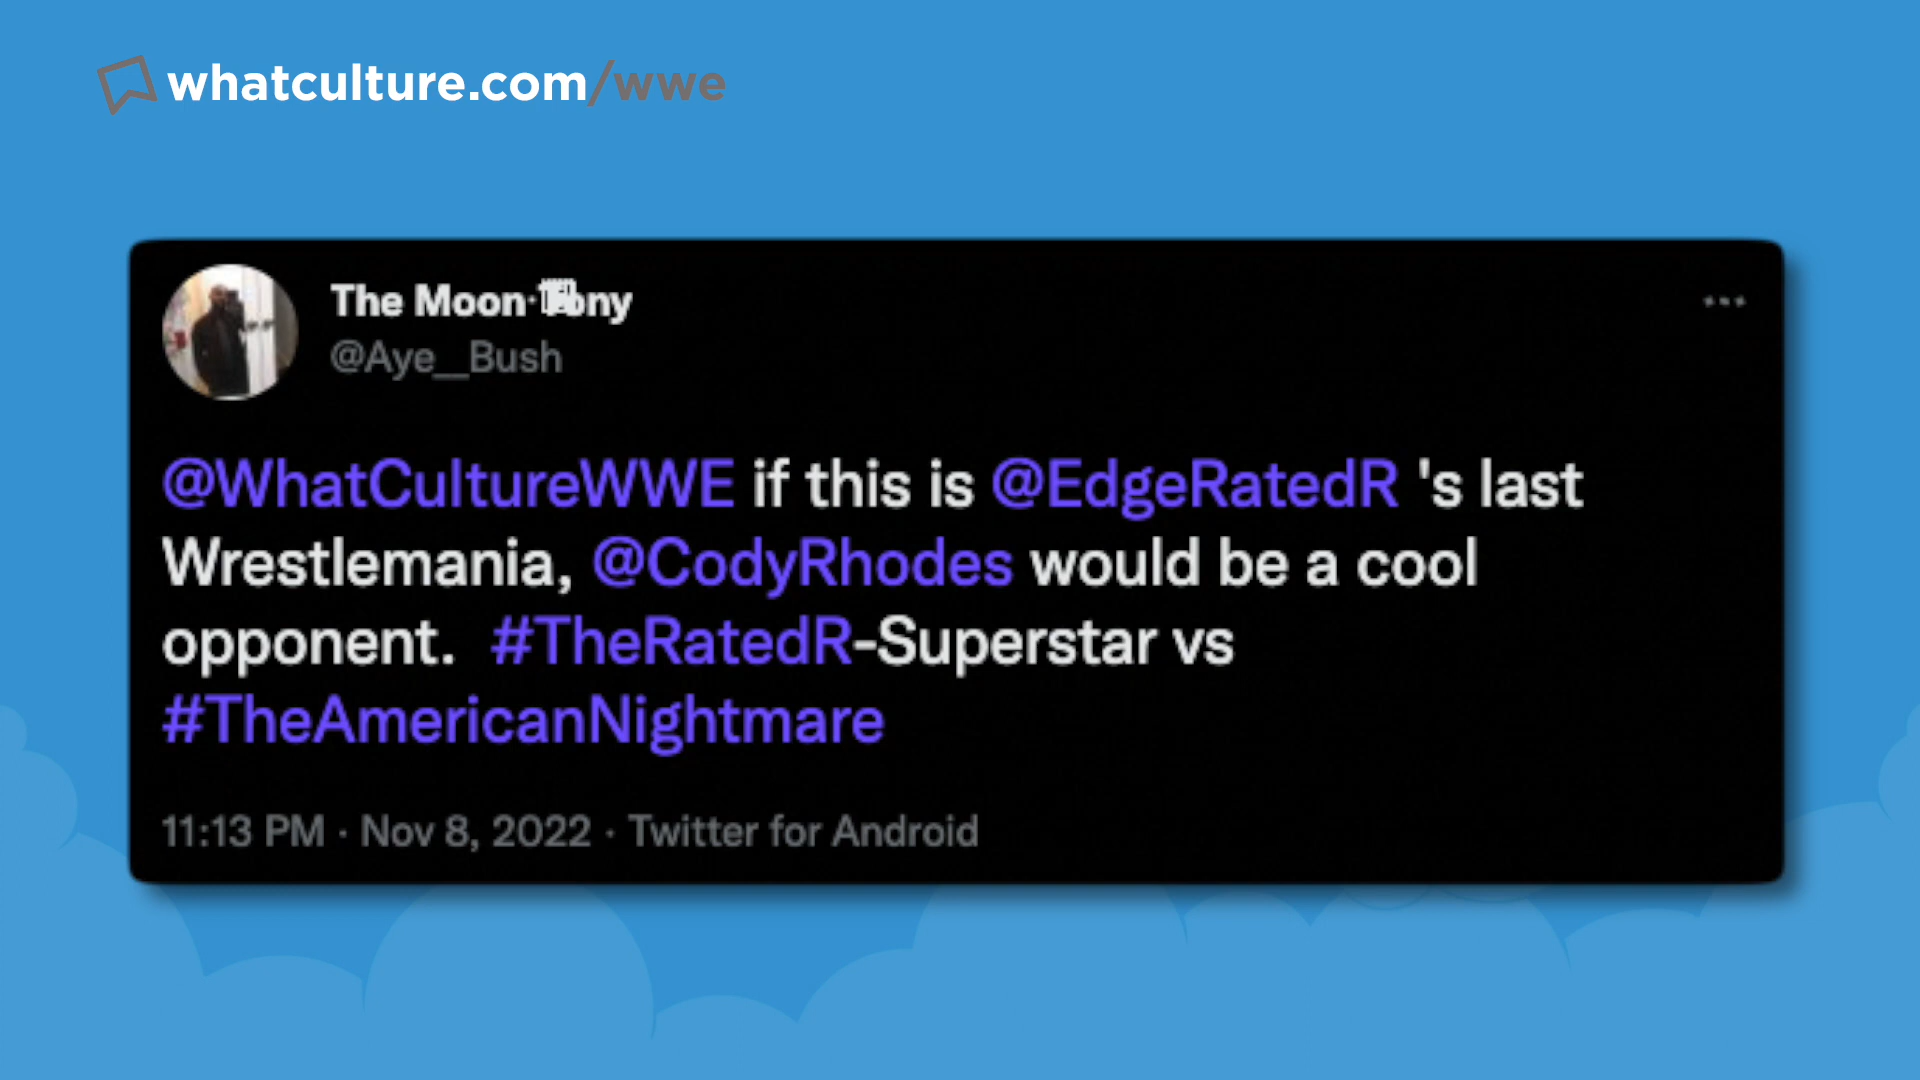 whatculture.com/wwe
The Moon
@Aye__Bush
@WhatCultureWWE if this is @EdgeRatedR 's last
Wrestlemania, @CodyRhodes would be a cool
opponent.  #TheRatedR-Superstar vs
#TheAmericanNightmare
11:13 PM · Nov 8, 2022 · Twitter for Android